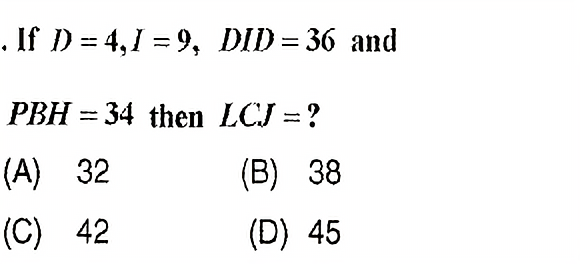 . If D = 4, I = 9, DID = 36 and
PBH = 34 then LCJ = ?
(A) 32 (B) 38
(C) 42 (D) 45